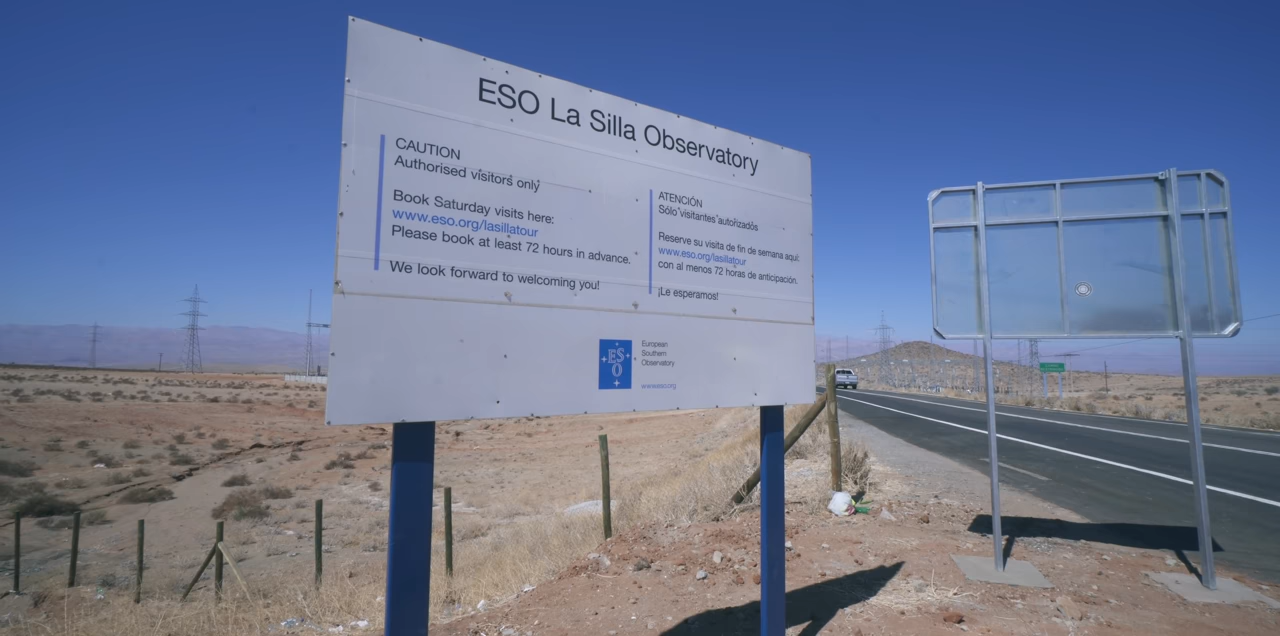 ESO La Silla Observatory
CAUTION
Authorised visitors only
Book Saturday visits here:
www.eso.org/lasillatour
Please book at least 72 hours in advance.
We look forward to welcoming you!
ATENCIÓN
Sólo visitantes autorizados
Reserve su visita de fin de semana aquí:
www.eso.org/lasillatour
con al menos 72 horas de anticipación.
¡Le esperamos!
ES
O
European
Southern
Observatory
www.eso.org